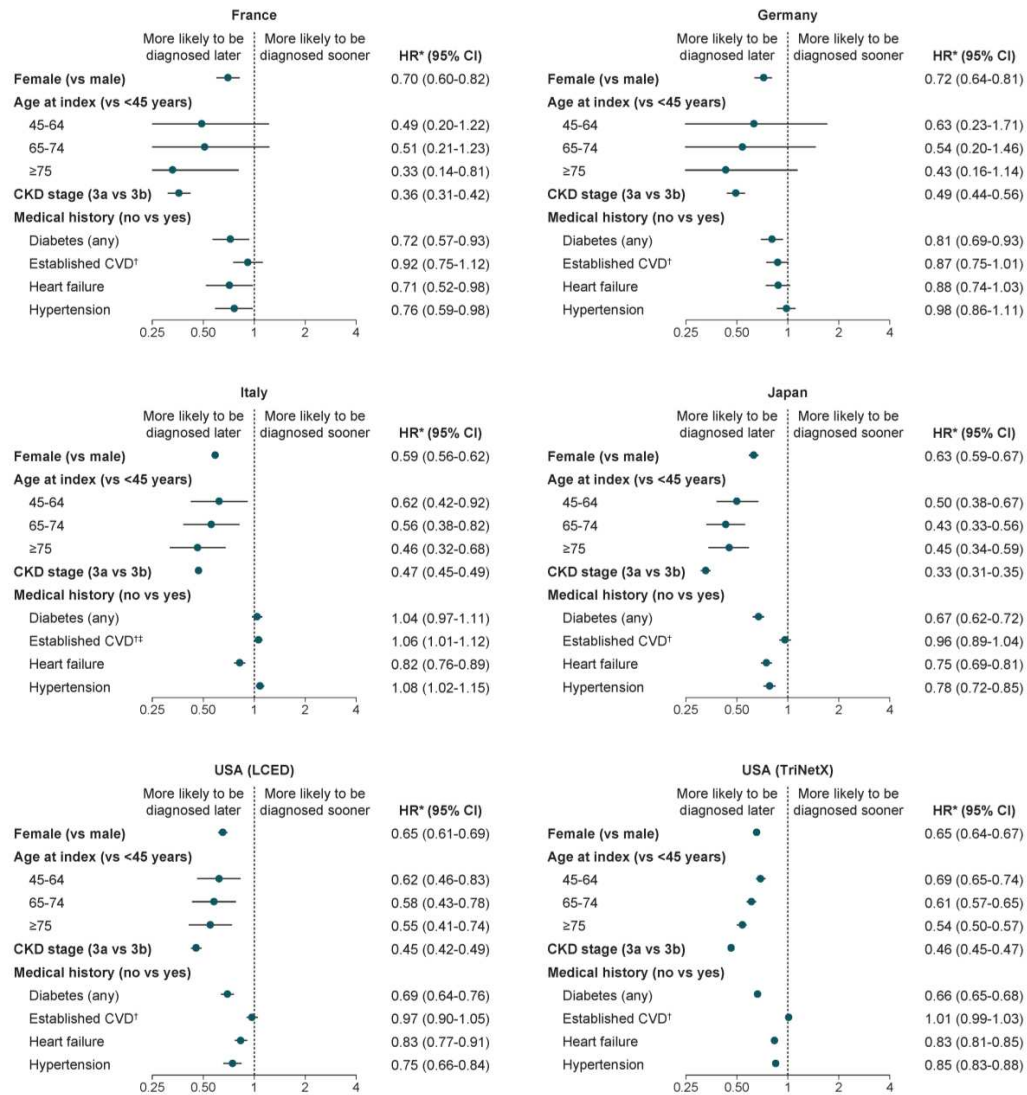 France
More likely to be More likely to be
diagnosed later diagnosed sooner HR* (95% CI)
Female (vs male) 0.70 (0.60-0.82)
Age at index (vs <45 years)
45-64 0.49 (0.20-1.22)
65-74 0.51 (0.21-1.23)
≥75 0.33 (0.14-0.81)
CKD stage (3a vs 3b) 0.36 (0.31-0.42)
Medical history (no vs yes)
Diabetes (any) 0.72 (0.57-0.93)
Established CVD† 0.92 (0.75-1.12)
Heart failure 0.71 (0.52-0.98)
Hypertension 0.76 (0.59-0.98)
0.25 0.50 1 2 4
Germany
More likely to be More likely to be
diagnosed later diagnosed sooner HR* (95% CI)
Female (vs male) 0.72 (0.64-0.81)
Age at index (vs <45 years)
45-64 0.63 (0.23-1.71)
65-74 0.54 (0.20-1.46)
≥75 0.43 (0.16-1.14)
CKD stage (3a vs 3b) 0.49 (0.44-0.56)
Medical history (no vs yes)
Diabetes (any) 0.81 (0.69-0.93)
Established CVD† 0.87 (0.75-1.01)
Heart failure 0.88 (0.74-1.03)
Hypertension 0.98 (0.86-1.11)
0.25 0.50 1 2 4
Italy
More likely to be More likely to be
diagnosed later diagnosed sooner HR* (95% CI)
Female (vs male) 0.59 (0.56-0.62)
Age at index (vs <45 years)
45-64 0.62 (0.42-0.92)
65-74 0.56 (0.38-0.82)
≥75 0.46 (0.32-0.68)
CKD stage (3a vs 3b) 0.47 (0.45-0.49)
Medical history (no vs yes)
Diabetes (any) 1.04 (0.97-1.11)
Established CVD†‡ 1.06 (1.01-1.12)
Heart failure 0.82 (0.76-0.89)
Hypertension 1.08 (1.02-1.15)
0.25 0.50 1 2 4
Japan
More likely to be More likely to be
diagnosed later diagnosed sooner HR* (95% CI)
Female (vs male) 0.63 (0.59-0.67)
Age at index (vs <45 years)
45-64 0.50 (0.38-0.67)
65-74 0.43 (0.33-0.56)
≥75 0.45 (0.34-0.59)
CKD stage (3a vs 3b) 0.33 (0.31-0.35)
Medical history (no vs yes)
Diabetes (any) 0.67 (0.62-0.72)
Established CVD† 0.96 (0.89-1.04)
Heart failure 0.75 (0.69-0.81)
Hypertension 0.78 (0.72-0.85)
0.25 0.50 1 2 4
USA (LCED)
More likely to be More likely to be
diagnosed later diagnosed sooner HR* (95% CI)
Female (vs male) 0.65 (0.61-0.69)
Age at index (vs <45 years)
45-64 0.62 (0.46-0.83)
65-74 0.58 (0.43-0.78)
≥75 0.55 (0.41-0.74)
CKD stage (3a vs 3b) 0.45 (0.42-0.49)
Medical history (no vs yes)
Diabetes (any) 0.69 (0.64-0.76)
Established CVD† 0.97 (0.90-1.05)
Heart failure 0.83 (0.77-0.91)
Hypertension 0.75 (0.66-0.84)
0.25 0.50 1 2 4
USA (TriNetX)
More likely to be More likely to be
diagnosed later diagnosed sooner HR* (95% CI)
Female (vs male) 0.65 (0.64-0.67)
Age at index (vs <45 years)
45-64 0.69 (0.65-0.74)
65-74 0.61 (0.57-0.65)
≥75 0.54 (0.50-0.57)
CKD stage (3a vs 3b) 0.46 (0.45-0.47)
Medical history (no vs yes)
Diabetes (any) 0.66 (0.65-0.68)
Established CVD† 1.01 (0.99-1.03)
Heart failure 0.83 (0.81-0.85)
Hypertension 0.85 (0.83-0.88)
0.25 0.50 1 2 4